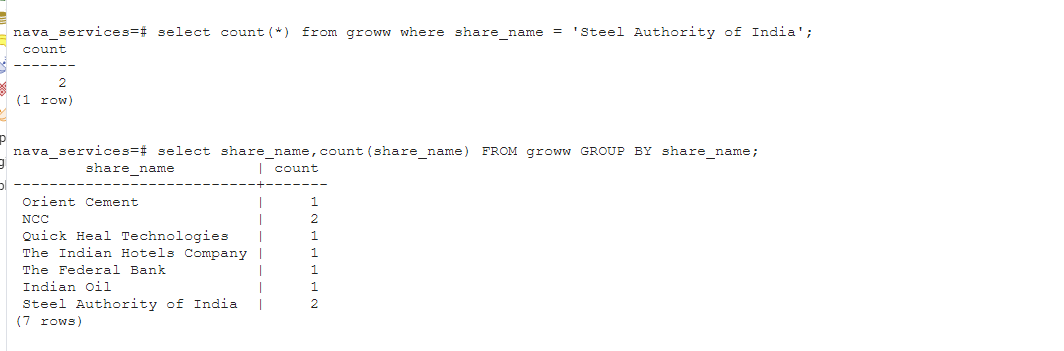 nava_services=# select count(*) from groww where share_name = 'Steel Authority of India';
 count
-------
     2
(1 row)
nava_services=# select share_name,count(share_name) FROM groww GROUP BY share_name;
        share_name         | count
---------------------------+-------
 Orient Cement             |     1
 NCC                       |     2
 Quick Heal Technologies   |     1
 The Indian Hotels Company |     1
 The Federal Bank          |     1
 Indian Oil                |     1
 Steel Authority of India  |     2
(7 rows)